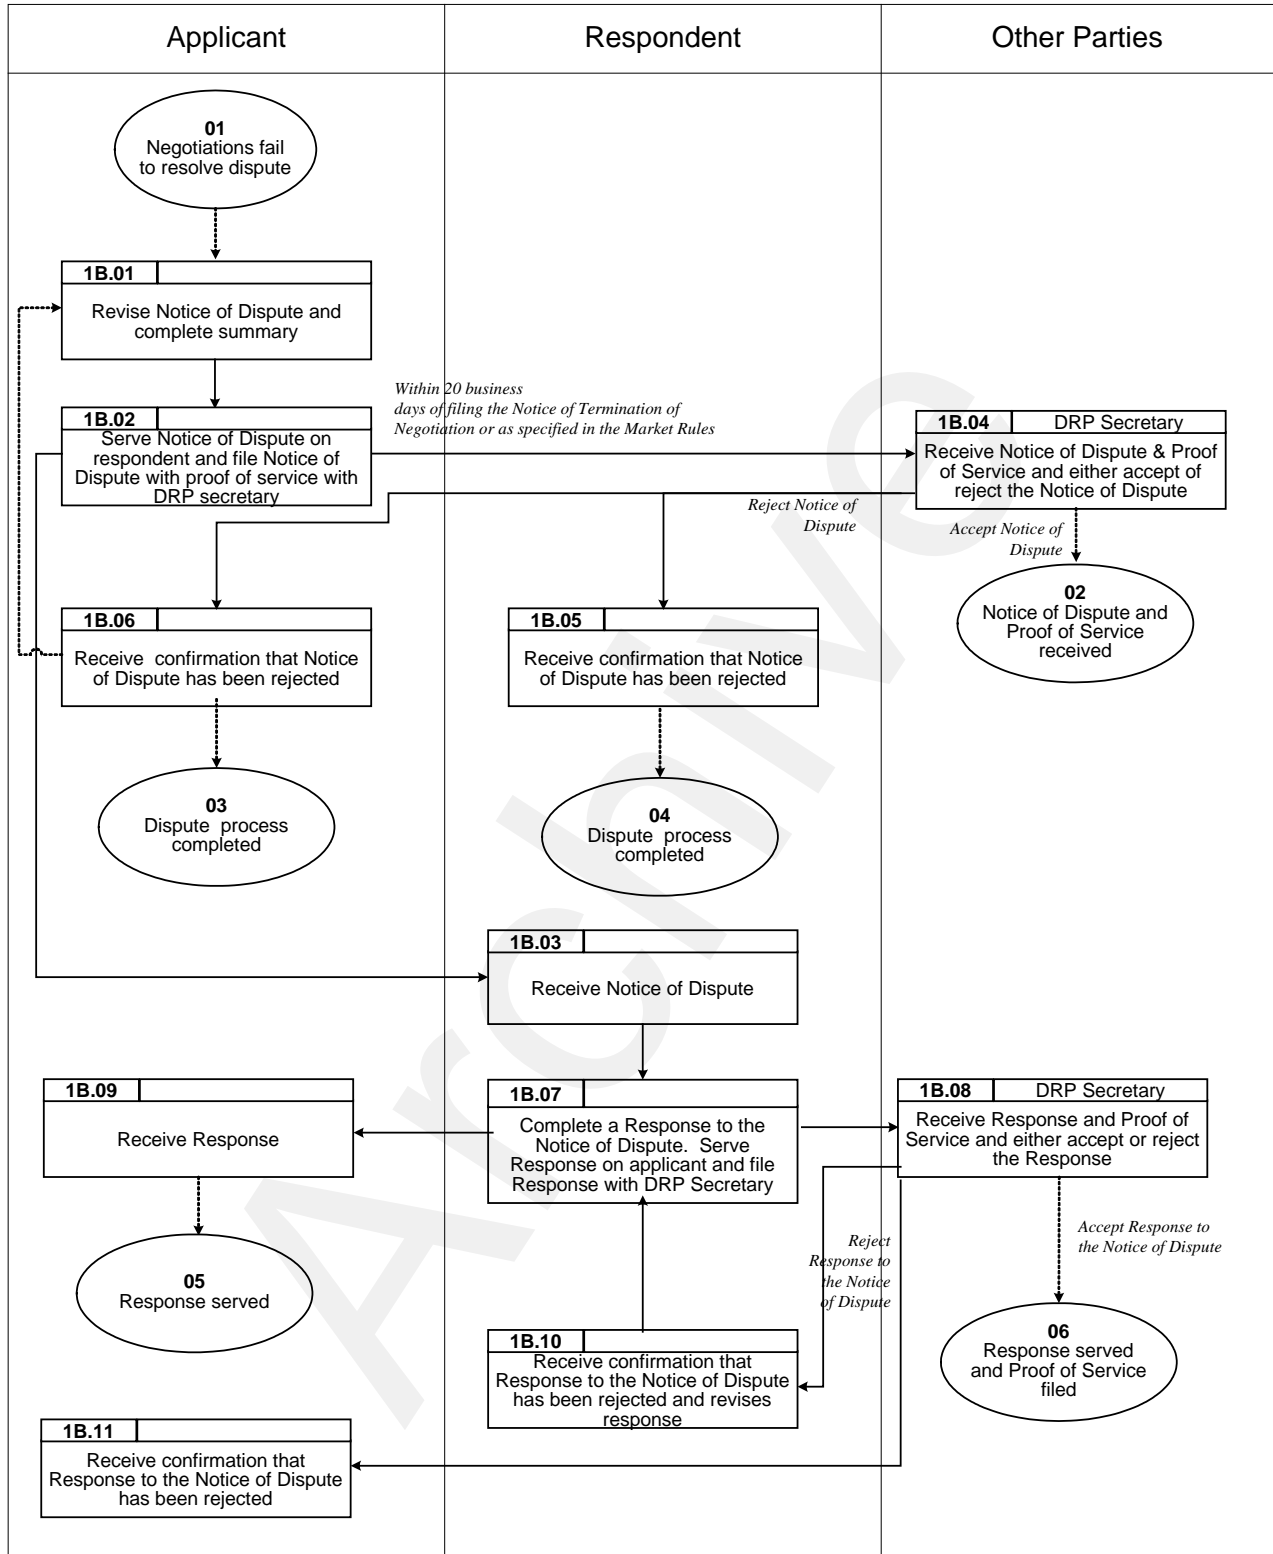 Applicant
Respondent
Other Parties
01
Negotiations fail
to resolve dispute
1B.01
Revise Notice of Dispute and
complete summary
Within 20 business
days of filing the Notice of Termination of
Negotiation or as specified in the Market Rules
1B.02
Serve Notice of Dispute on
respondent and file Notice of
Dispute with proof of service with
DRP secretary
1B.04
DRP Secretary
Receive Notice of Dispute & Proof
of Service and either accept of
reject the Notice of Dispute
Reject Notice of
Dispute
Accept Notice of
Dispute
02
Notice of Dispute and
Proof of Service
received
1B.06
Receive  confirmation that Notice
of Dispute has been rejected
1B.05
Receive confirmation that Notice
of Dispute has been rejected
03
Dispute  process
completed
04
Dispute  process
completed
1B.03
Receive Notice of Dispute
1B.09
Receive Response
1B.07
Complete a Response to the
Notice of Dispute.  Serve
Response on applicant and file
Response with DRP Secretary
1B.08
DRP Secretary
Receive Response and Proof of
Service and either accept or reject
the Response
Reject
Response to
the Notice
of Dispute
Accept Response to
the Notice of Dispute
05
Response served
06
Response served
and Proof of Service
filed
1B.10
Receive confirmation that
Response to the Notice of Dispute
has been rejected and revises
response
1B.11
Receive confirmation that
Response to the Notice of Dispute
has been rejected
Archive